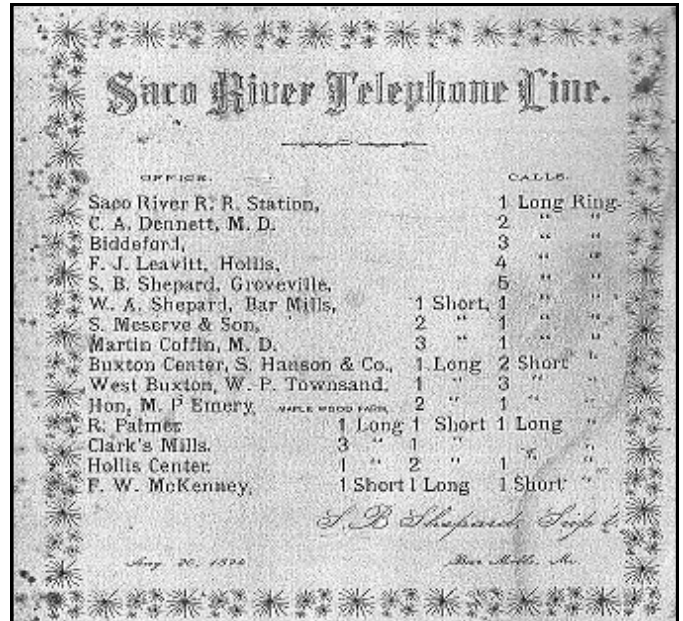 Saco River Telephone Line.
OFFICE. CALLS.
Saco River R. R. Station, 1 Long Ring.
C. A. Dennett, M. D. 2 “ “
Biddeford, 3 “ “
F. J. Leavitt, Hollis, 4 “ “
S. B. Shepard, Groveville, 5 “ “
W. A. Shepard, Bar Mills, 1 Short, 1 “ “
S. Meserve & Son, 2 “ 1 “ “
Martin Coffin, M. D. 3 “ 1 “ “
Buxton Center, S. Hanson & Co., 1 Long 2 Short “
West Buxton, W. P. Townsand, 1 “ 3 “ “
Hon, M. P Emery, MAPLE WOOD FARM, 2 “ 1 “ “
R. Palmer, 1 Long 1 Short 1 Long “
Clark's Mills. 3 “ 1 “ “ “
Hollis Center. 1 “ 2 “ 1 “ “
F. W. McKenney, 1 Short 1 Long 1 Short “
S. B Shepard, Sup't
Aug 20, Bar Mills, Me.